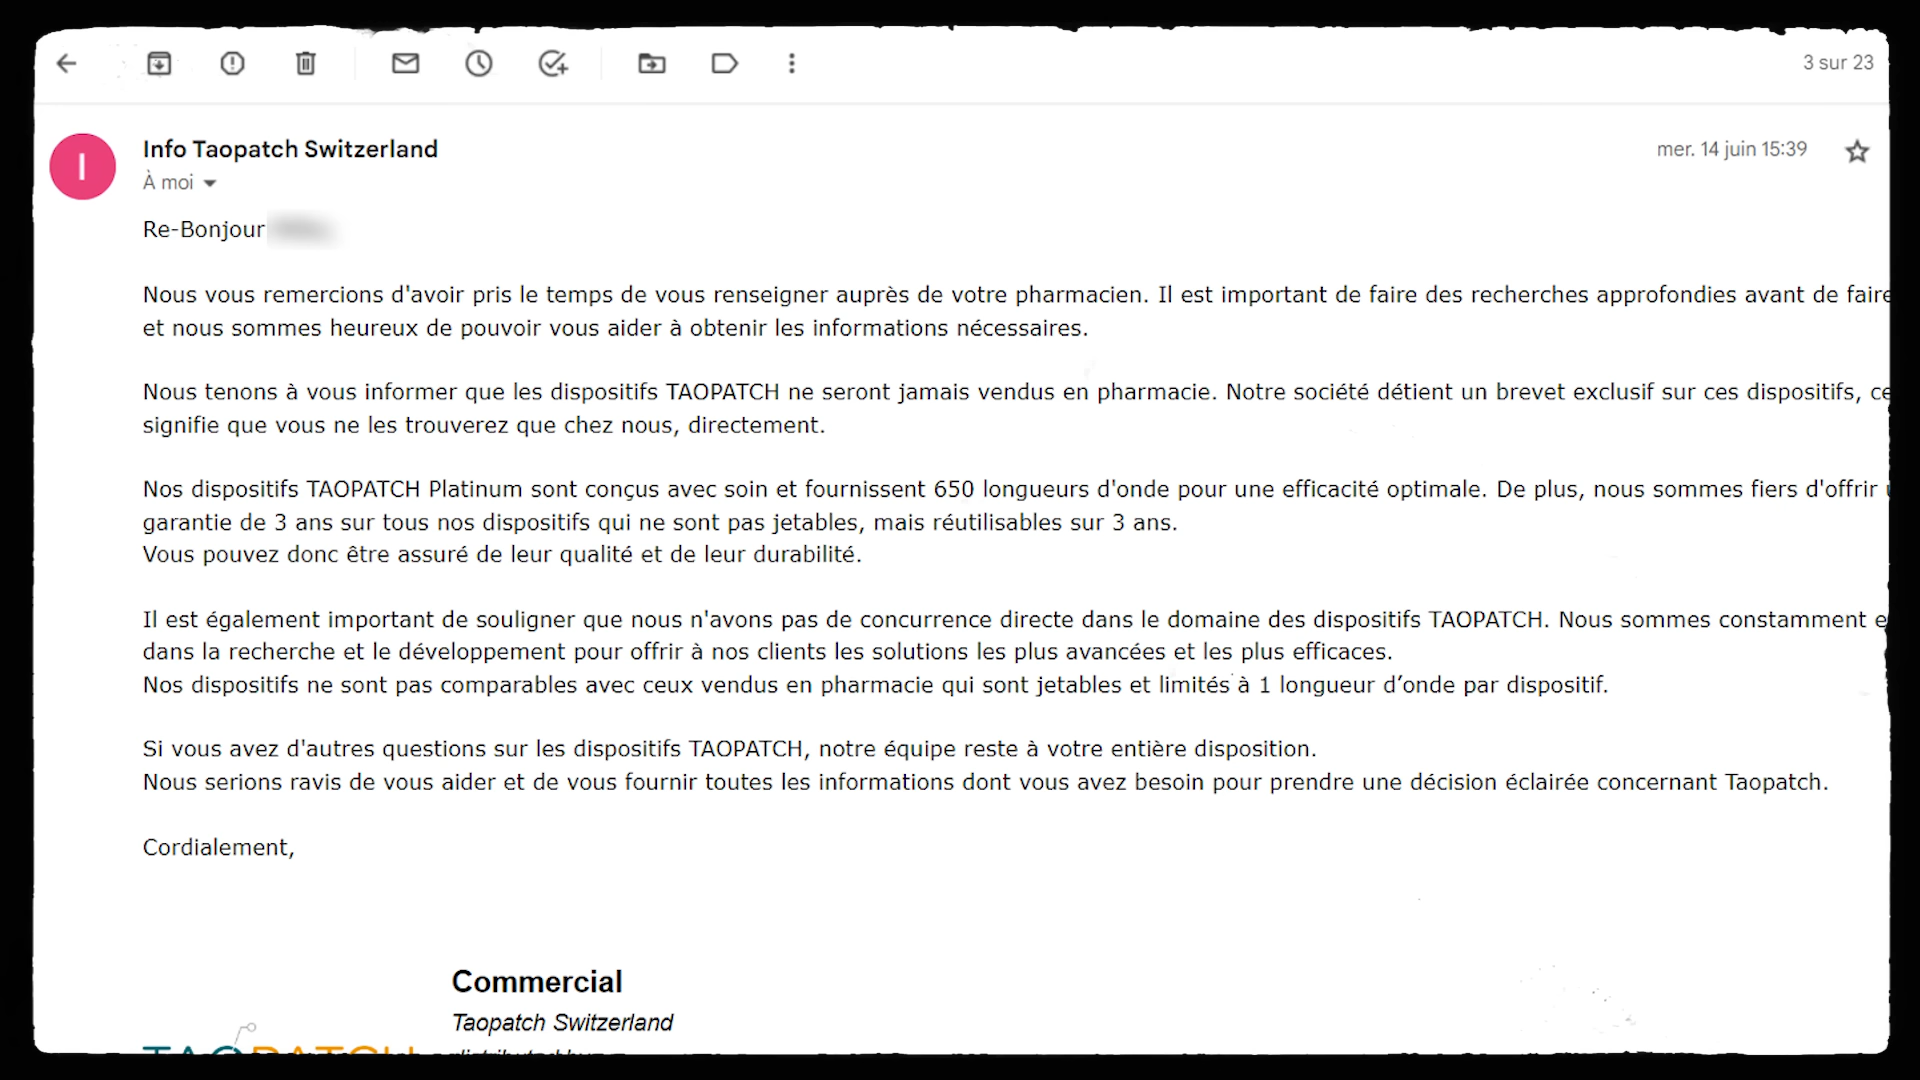 3 sur 23
Info Taopatch Switzerland
mer. 14 juin 15:39
À moi
Re-Bonjour
Nous vous remercions d'avoir pris le temps de vous renseigner auprès de votre pharmacien. Il est important de faire des recherches approfondies avant de faire
et nous sommes heureux de pouvoir vous aider à obtenir les informations nécessaires.
Nous tenons à vous informer que les dispositifs TAOPATCH ne seront jamais vendus en pharmacie. Notre société détient un brevet exclusif sur ces dispositifs, ce
signifie que vous ne les trouverez que chez nous, directement.
Nos dispositifs TAOPATCH Platinum sont conçus avec soin et fournissent 650 longueurs d'onde pour une efficacité optimale. De plus, nous sommes fiers d'offrir
garantie de 3 ans sur tous nos dispositifs qui ne sont pas jetables, mais réutilisables sur 3 ans.
Vous pouvez donc être assuré de leur qualité et de leur durabilité.
Il est également important de souligner que nous n'avons pas de concurrence directe dans le domaine des dispositifs TAOPATCH. Nous sommes constamment
dans la recherche et le développement pour offrir à nos clients les solutions les plus avancées et les plus efficaces.
Nos dispositifs ne sont pas comparables avec ceux vendus en pharmacie qui sont jetables et limités à 1 longueur d’onde par dispositif.
Si vous avez d'autres questions sur les dispositifs TAOPATCH, notre équipe reste à votre entière disposition.
Nous serions ravis de vous aider et de vous fournir toutes les informations dont vous avez besoin pour prendre une décision éclairée concernant Taopatch.
Cordialement,
Commercial
Taopatch Switzerland